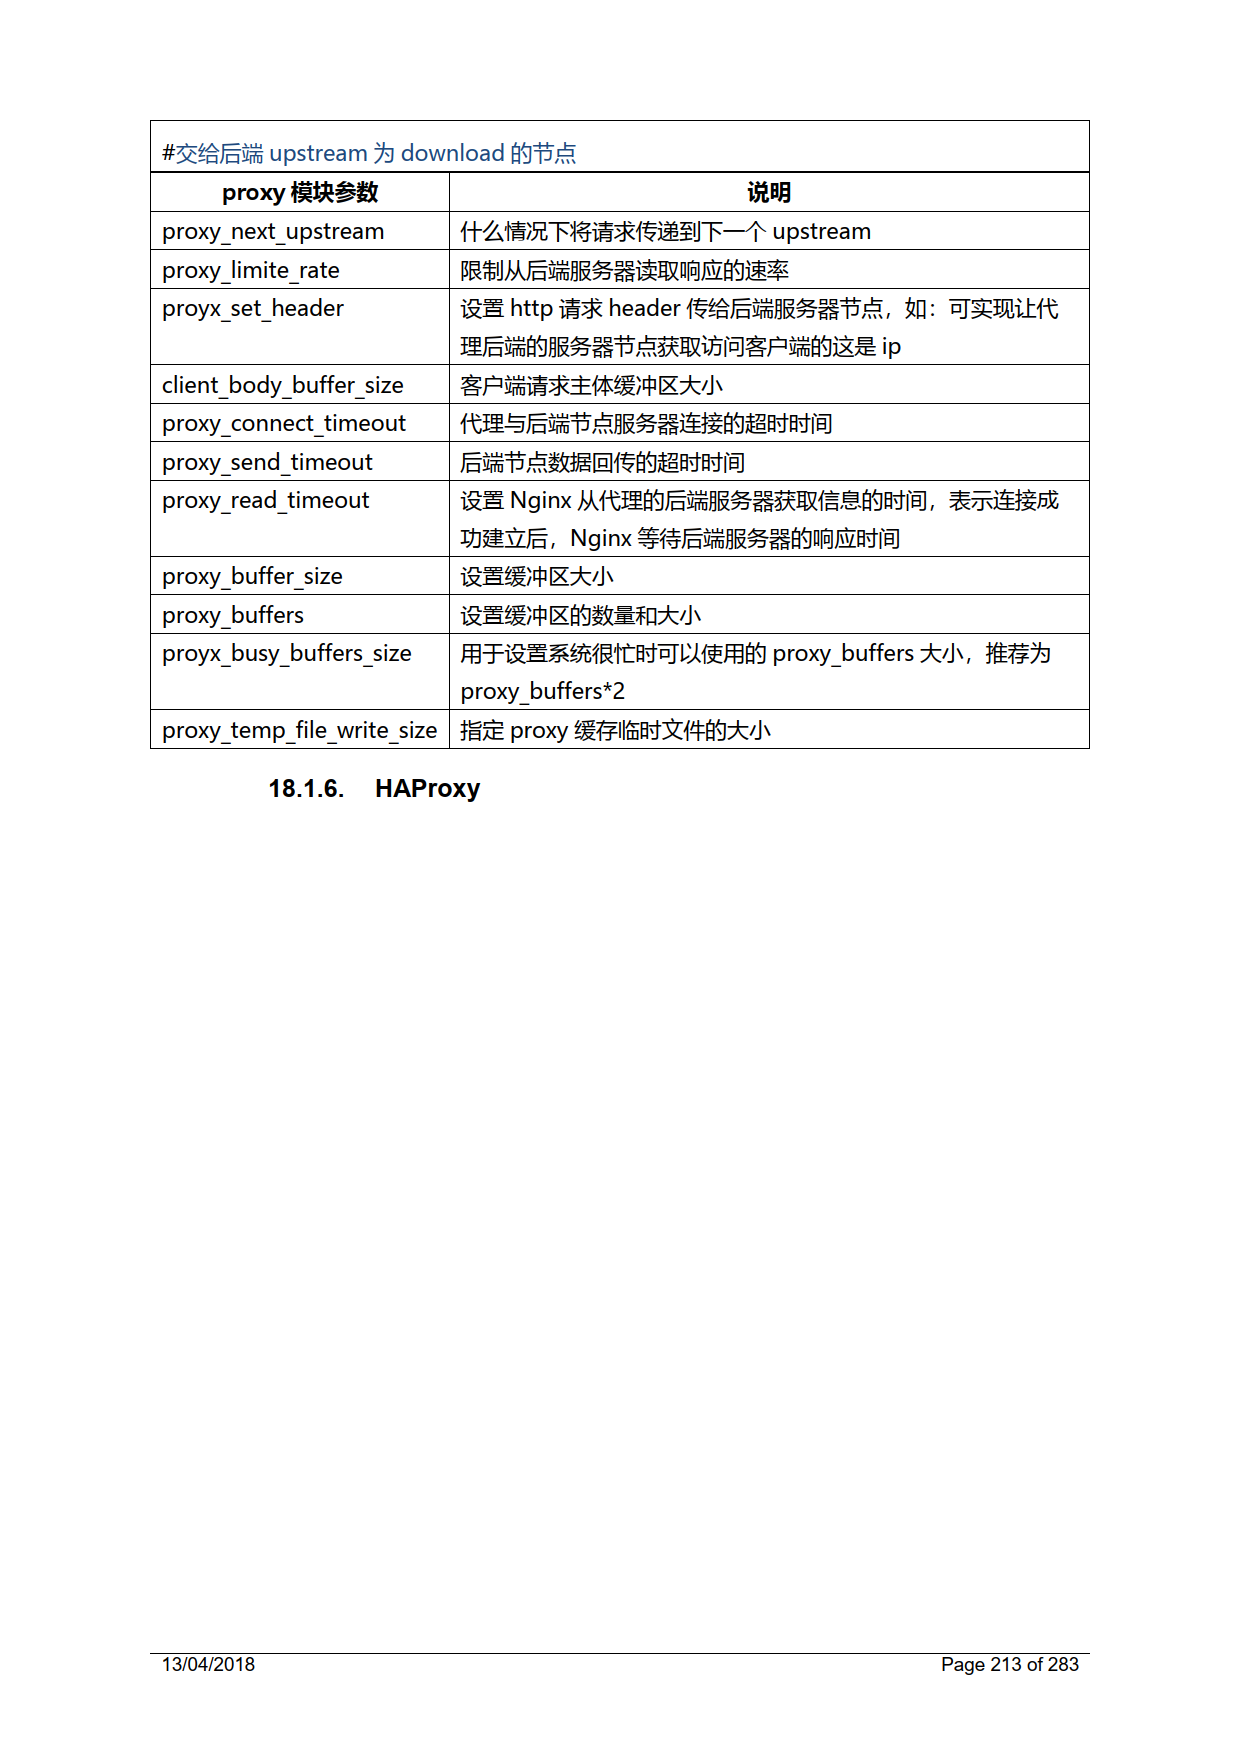 #交给后端 upstream 为 download 的节点
proxy 模块参数 说明
proxy_next_upstream 什么情况下将请求传递到下一个 upstream
proxy_limite_rate 限制从后端服务器读取响应的速率
proyx_set_header 设置 http 请求 header 传给后端服务器节点，如：可实现让代
理后端的服务器节点获取访问客户端的这是 ip
client_body_buffer_size 客户端请求主体缓冲区大小
proxy_connect_timeout 代理与后端节点服务器连接的超时时间
proxy_send_timeout 后端节点数据回传的超时时间
proxy_read_timeout 设置 Nginx 从代理的后端服务器获取信息的时间，表示连接成
功建立后，Nginx 等待后端服务器的响应时间
proxy_buffer_size 设置缓冲区大小
proxy_buffers 设置缓冲区的数量和大小
proyx_busy_buffers_size 用于设置系统很忙时可以使用的 proxy_buffers 大小，推荐为
proxy_buffers*2
proxy_temp_file_write_size 指定 proxy 缓存临时文件的大小
18.1.6. HAProxy
13/04/2018 Page 213 of 283